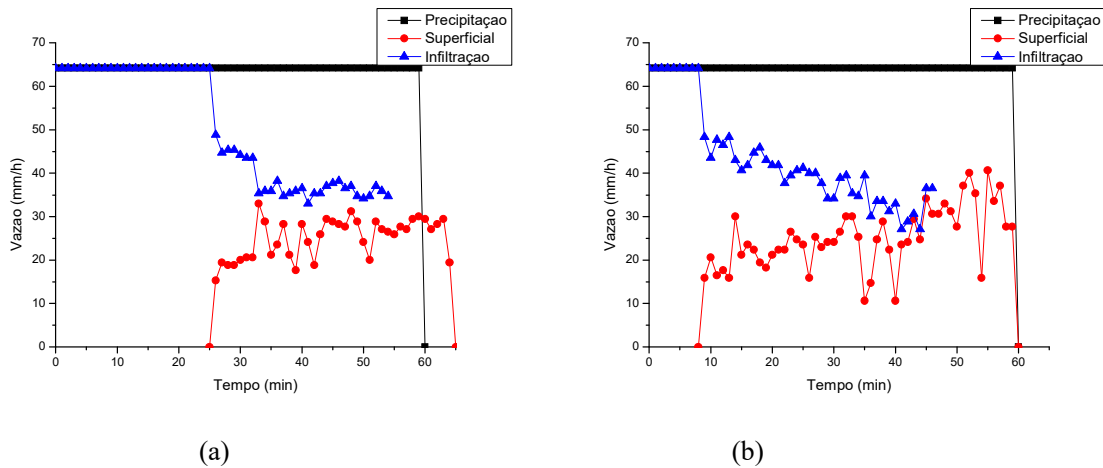 Precipitaçao
Superficial
Infiltraçao
70
60
50
40
30
20
10
0
Vazao (mm/h)
0 10 20 30 40 50 60
Tempo (min)
(a)
Precipitaçao
Superficial
Infiltraçao
70
60
50
40
30
20
10
0
Vazao (mm/h)
0 10 20 30 40 50 60
Tempo (min)
(b)